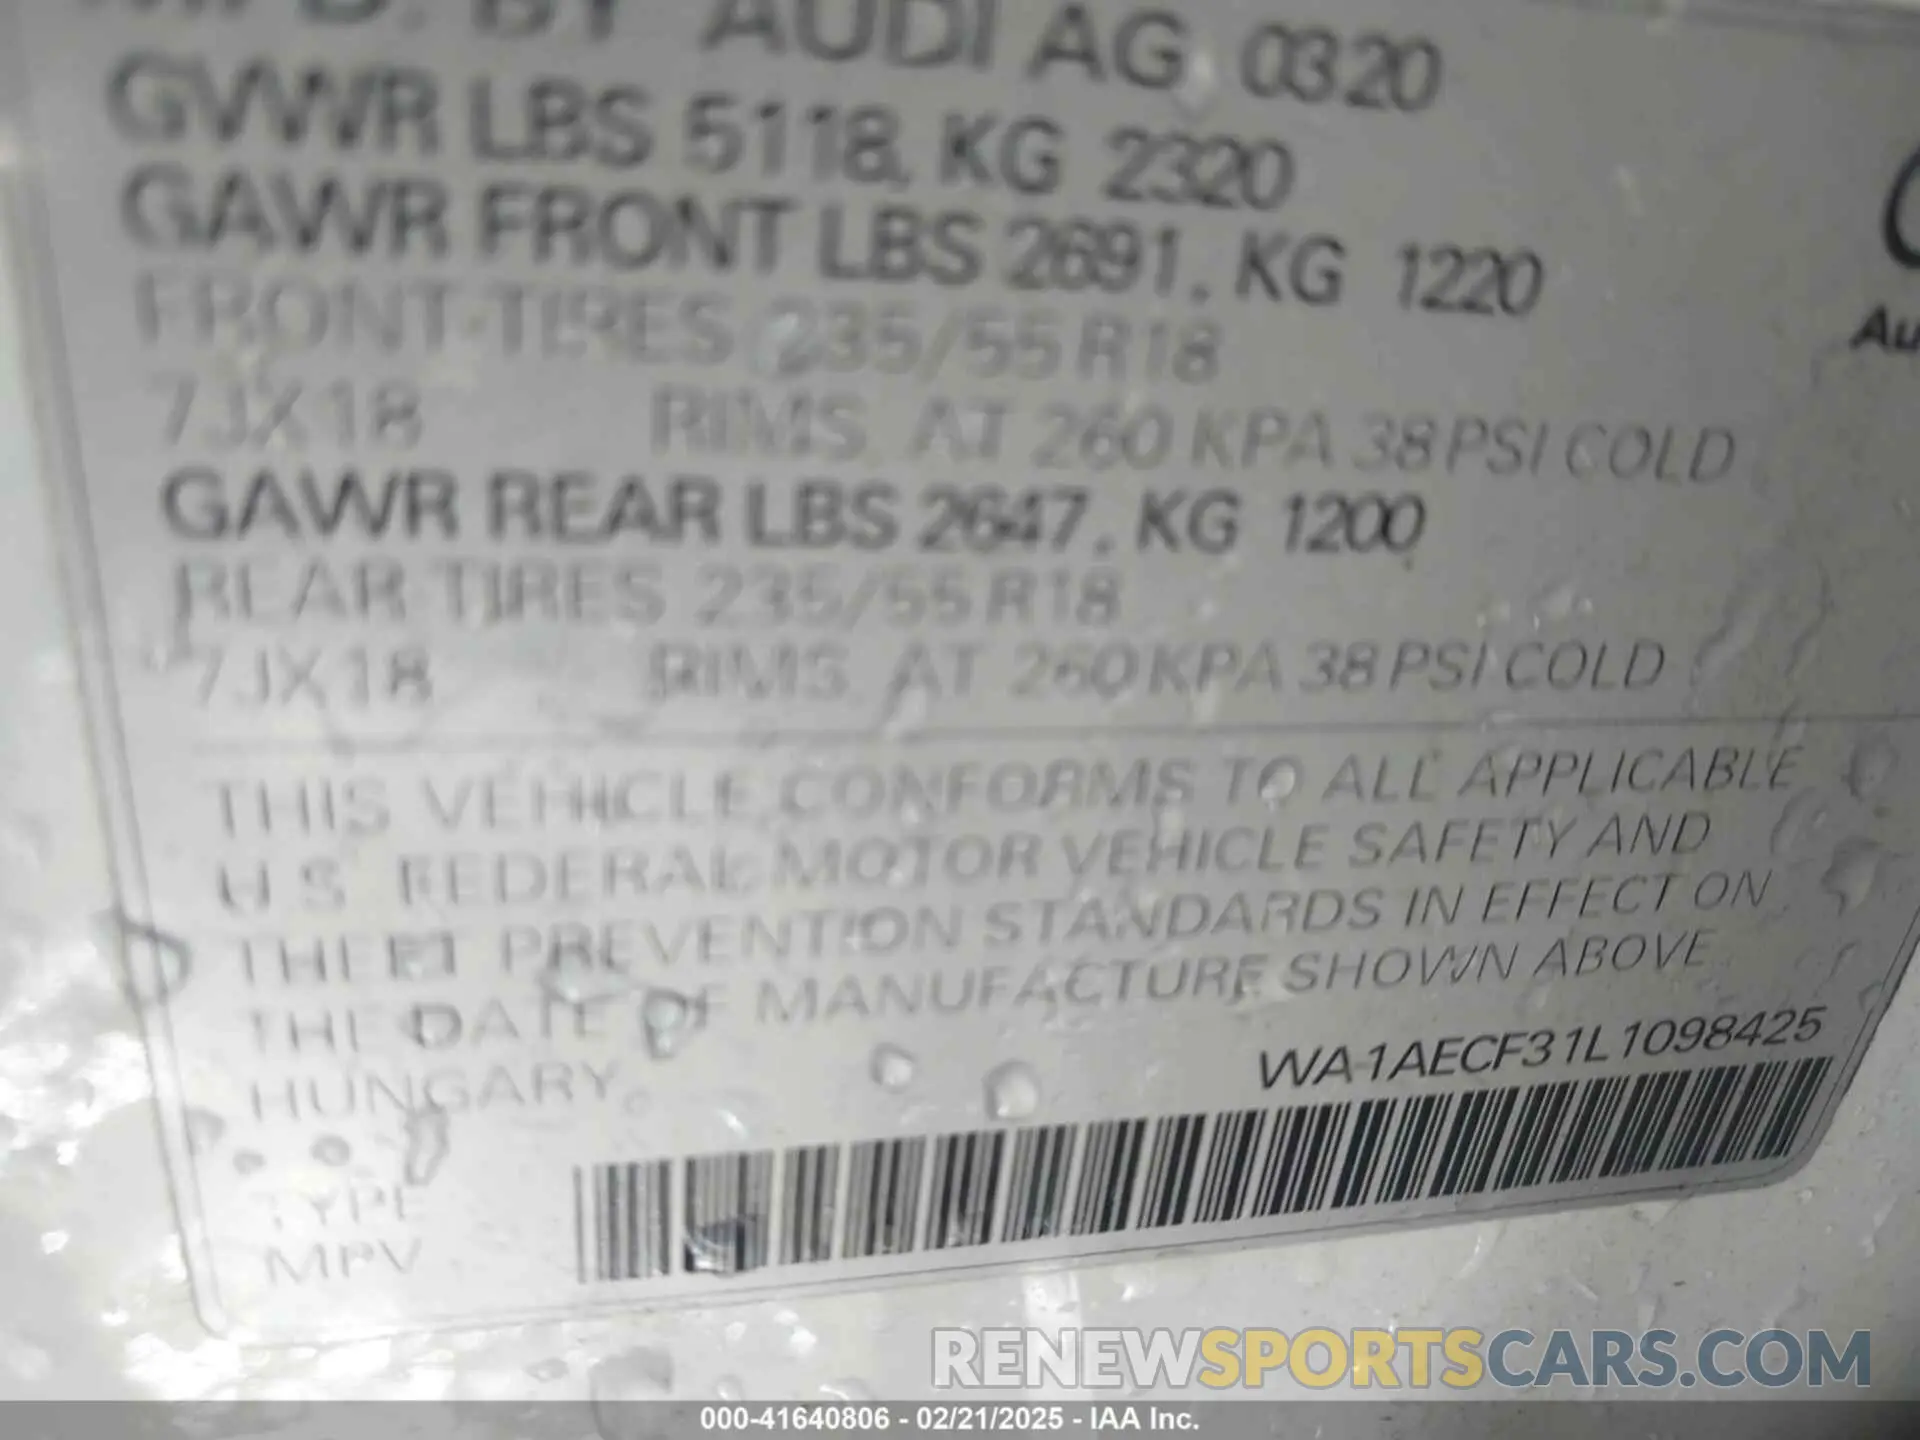 MFD. BY AUDI AG 0320
GVWR LBS 5118, KG 2320
GAWR FRONT LBS 2691, KG 1220
FRONT TIRES 235/55 R18
7JX18 RIMS, AT 260 KPA 38 PSI COLD
GAWR REAR LBS 2647, KG 1200
REAR TIRES 235/55 R18
7JX18 RIMS, AT 260 KPA 38 PSI COLD
THIS VEHICLE CONFORMS TO ALL APPLICABLE
U.S. FEDERAL MOTOR VEHICLE SAFETY AND
THEFT PREVENTION STANDARDS IN EFFECT ON
THE DATE OF MANUFACTURE SHOWN ABOVE
HUNGARY
WA1AECF31L1098425
TYPE
MPV
RENEWSPORTSCARS.COM
000-41640806 - 02/21/2025 - IAA Inc.